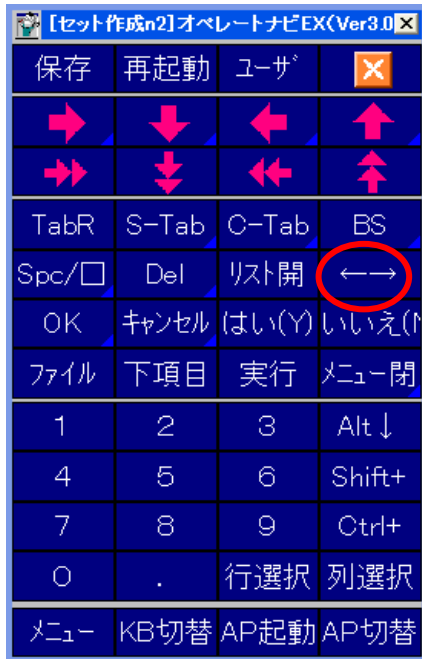 [セット作成n2]オペレートナビEX(Ver3.0
保存 再起動 ユーザ゛
TabR S-Tab C-Tab BS
Spc/□ Del リスト開 ←→
OK キャンセル はい(Y) いいえ(N
ファイル 下項目 実行 メニュー閉
1 2 3 Alt↓
4 5 6 Shift+
7 8 9 Ctrl+
0 . 行選択 列選択
メニュー KB切替 AP起動 AP切替